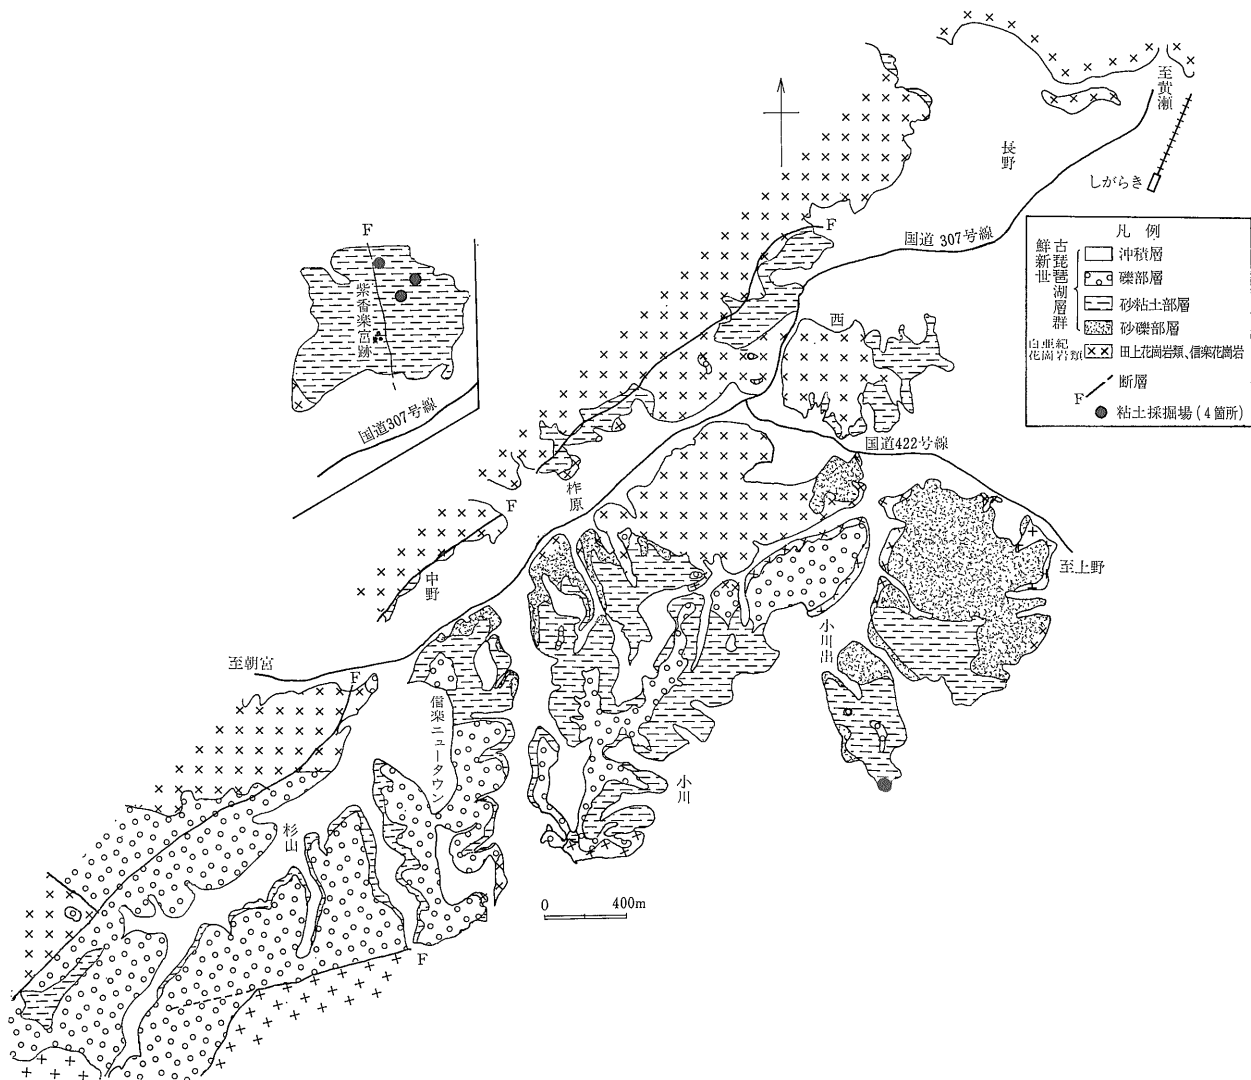 至黄瀬
長野
しがらき
F
国道 307号線
F
紫香楽宮跡
国道307号線
西
凡 例
鮮新世
古琵琶湖層群
沖積層
礫部層
砂粘土部層
砂礫部層
白亜紀
花崗岩類
田上花崗岩類、信楽花崗岩
断層
F
粘土採掘場(4箇所)
国道422号線
柞原
F
至上野
中野
小川出
至朝宮
F
信楽ニュータウン
小川
杉山
0
400m
F